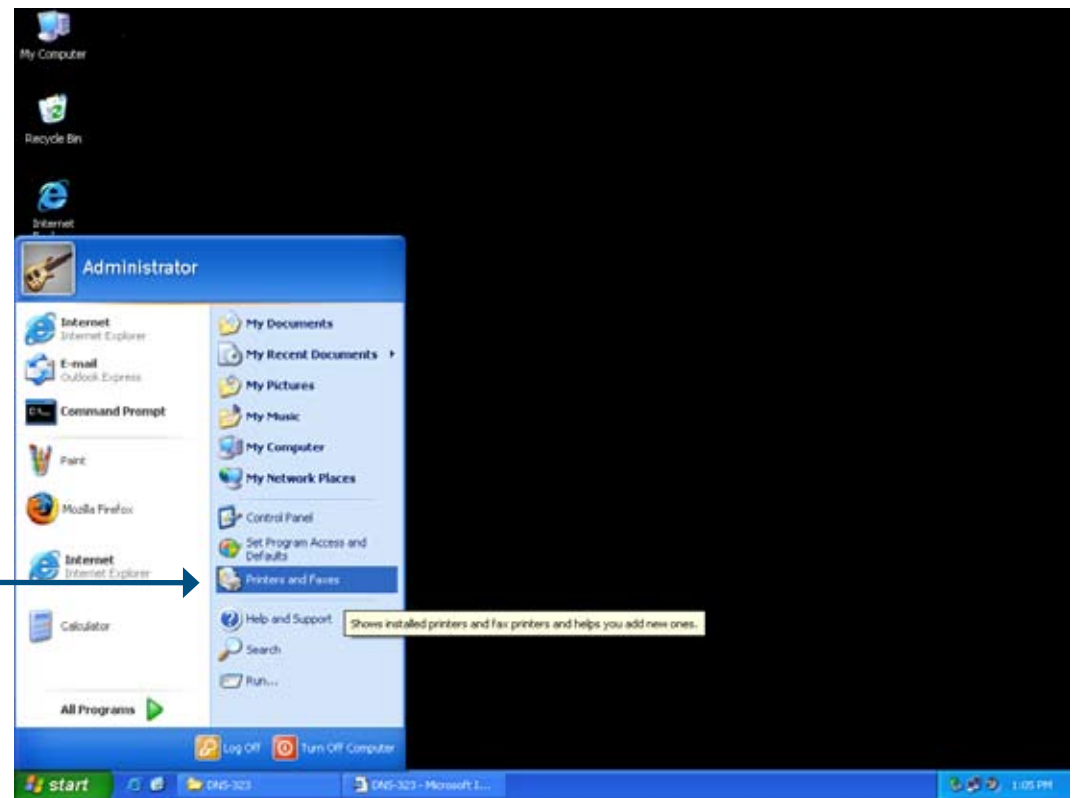 My Computer
Recycle Bin
Internet
Administrator
Internet
Internet Explorer
E-mail
Outlook Express
Command Prompt
Paint
Mozilla Firefox
Internet
Internet Explorer
Calculator
All Programs
My Documents
My Recent Documents
My Pictures
My Music
My Computer
My Network Places
Control Panel
Set Program Access and
Defaults
Printers and Faxes
Help and Support
Search
Run...
Shows installed printers and fax printers and helps you add new ones.
Log Off
Turn Off Computer
start
DNS-323
DNS-323 - Microsoft I...
1:05 PM